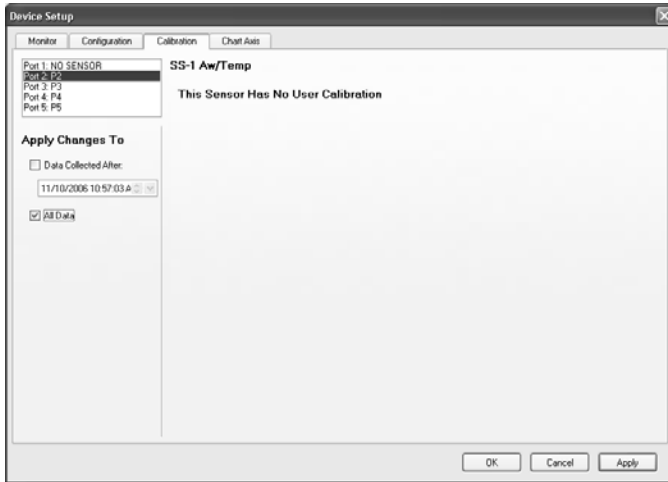 Device Setup
Monitor Configuration Calibration Chart Axis
Port 1: NO SENSOR
Port 2: P2
Port 3: P3
Port 4: P4
Port 5: P5
SS-1 Aw/Temp
This Sensor Has No User Calibration
Apply Changes To
Data Collected After:
11/10/2006 10:57:03 A
All Data
OK Cancel Apply